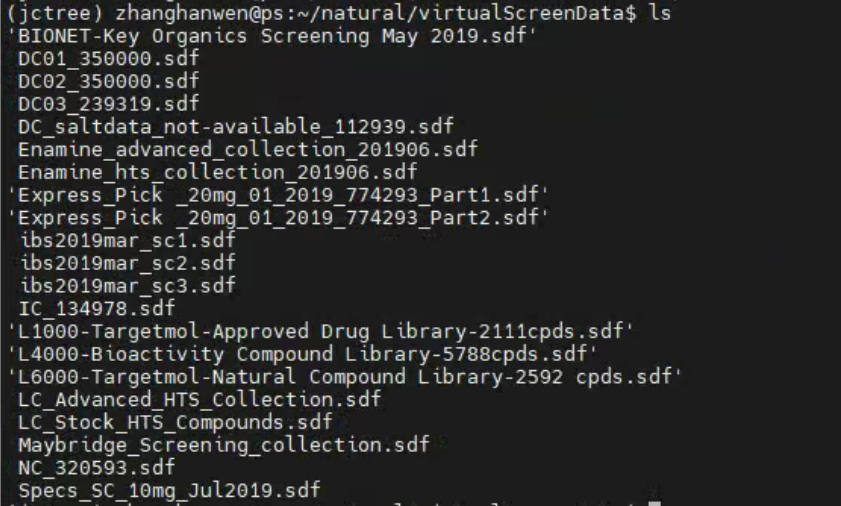 (jctree) zhanghanwen@ps:~/natural/virtualScreenData$ ls
'BIONET-Key Organics Screening May 2019.sdf'
DC01_350000.sdf
DC02_350000.sdf
DC03_239319.sdf
DC_saltdata_not-available_112939.sdf
Enamine_advanced_collection_201906.sdf
Enamine_hts_collection_201906.sdf
'Express_Pick _20mg_01_2019_774293_Part1.sdf'
'Express_Pick _20mg_01_2019_774293_Part2.sdf'
ibs2019mar_sc1.sdf
ibs2019mar_sc2.sdf
ibs2019mar_sc3.sdf
IC_134978.sdf
'L1000-Targetmol-Approved Drug Library-2111cpds.sdf'
'L4000-Bioactivity Compound Library-5788cpds.sdf'
'L6000-Targetmol-Natural Compound Library-2592 cpds.sdf'
LC_Advanced_HTS_Collection.sdf
LC_Stock_HTS_Compounds.sdf
Maybridge_Screening_collection.sdf
NC_320593.sdf
Specs_SC_10mg_Jul2019.sdf